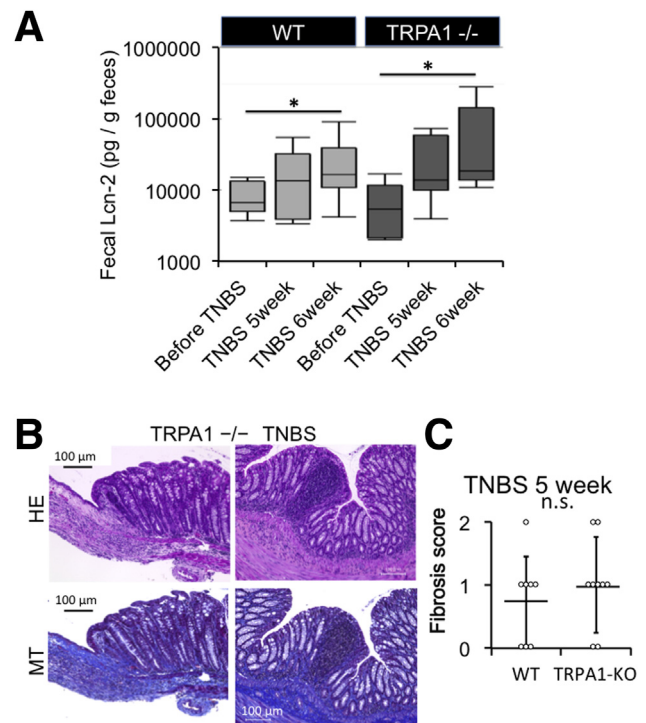 A
WT
TRPA1 -/-
Fecal Lcn-2 (pg / g feces)
1000000
100000
10000
1000
*
*
Before TNBS
TNBS 5week
TNBS 6week
Before TNBS
TNBS 5week
TNBS 6week
B
TRPA1 −/− TNBS
HE
100 µm
MT
100 µm
100 µm
C
TNBS 5 week
n.s.
Fibrosis score
2
1
0
WT
TRPA1-KO